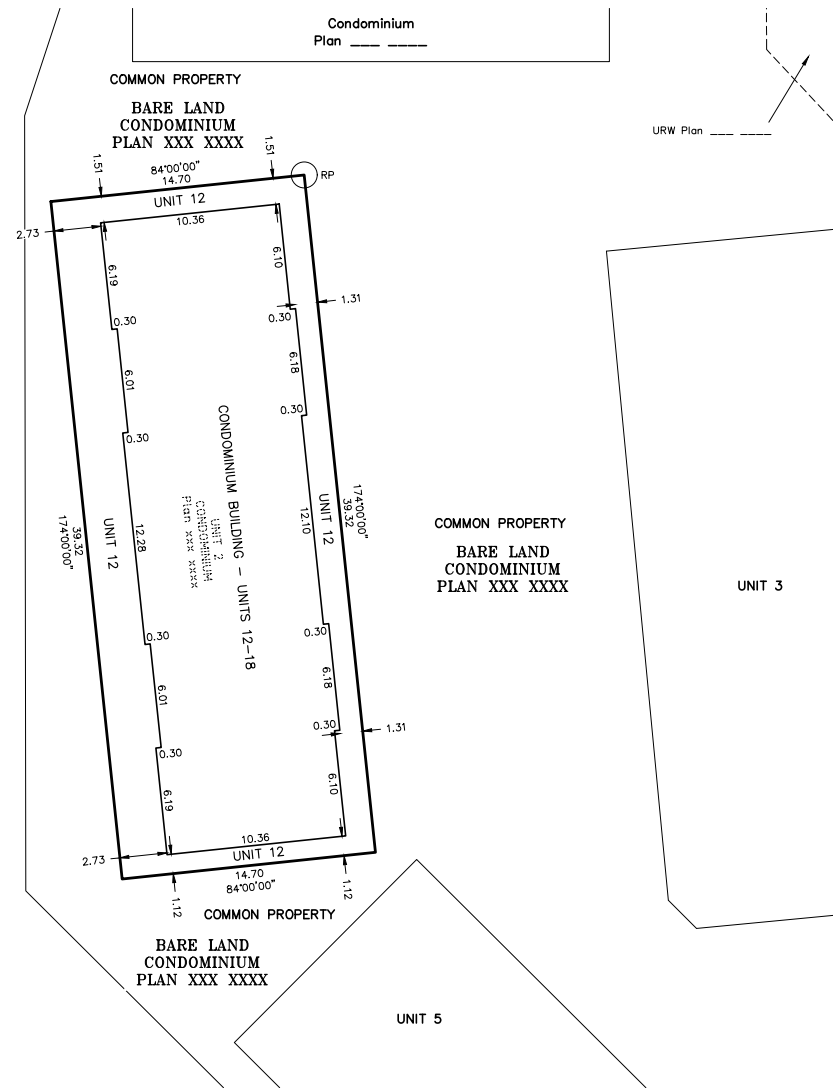 Condominium
Plan ___ ____
COMMON PROPERTY
BARE LAND
CONDOMINIUM
PLAN XXX XXXX
URW Plan ___ ____
1.51
1.51
84°00'00"
14.70
RP
UNIT 12
10.36
2.73
6.19
6.10
1.31
0.30
0.30
6.01
6.18
0.30
0.30
CONDOMINIUM BUILDING – UNITS 12–18
UNIT 2
CONDOMINIUM
Plan xxx xxxx
UNIT 12
12.28
12.10
UNIT 12
174°00'00"
39.32
39.32
174°00'00"
COMMON PROPERTY
BARE LAND
CONDOMINIUM
PLAN XXX XXXX
UNIT 3
0.30
0.30
6.01
6.18
0.30
0.30
1.31
6.19
6.10
10.36
UNIT 12
2.73
14.70
84°00'00"
1.12
1.12
COMMON PROPERTY
BARE LAND
CONDOMINIUM
PLAN XXX XXXX
UNIT 5